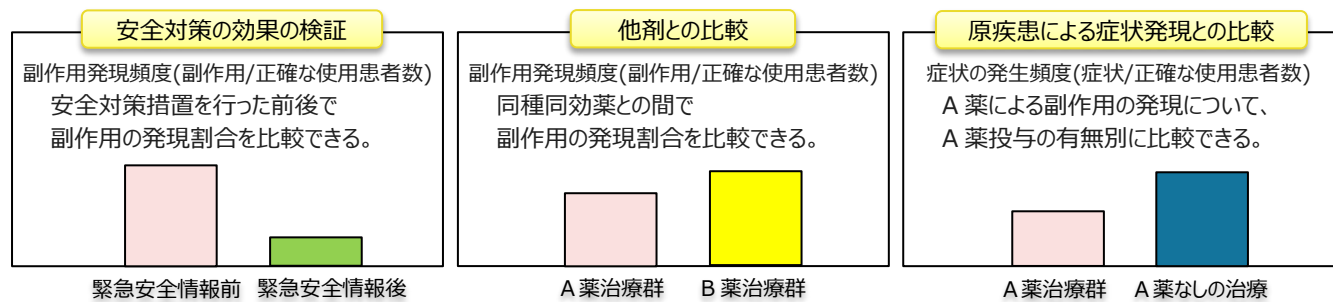 安全対策の効果の検証
副作用発現頻度(副作用/正確な使用患者数)
安全対策措置を行った前後で
副作用の発現割合を比較できる。
緊急安全情報前
緊急安全情報後
他剤との比較
副作用発現頻度(副作用/正確な使用患者数)
同種同効薬との間で
副作用の発現割合を比較できる。
A 薬治療群
B 薬治療群
原疾患による症状発現との比較
症状の発生頻度(症状/正確な使用患者数)
A 薬による副作用の発現について、
A 薬投与の有無別に比較できる。
A 薬治療群
A 薬なしの治療